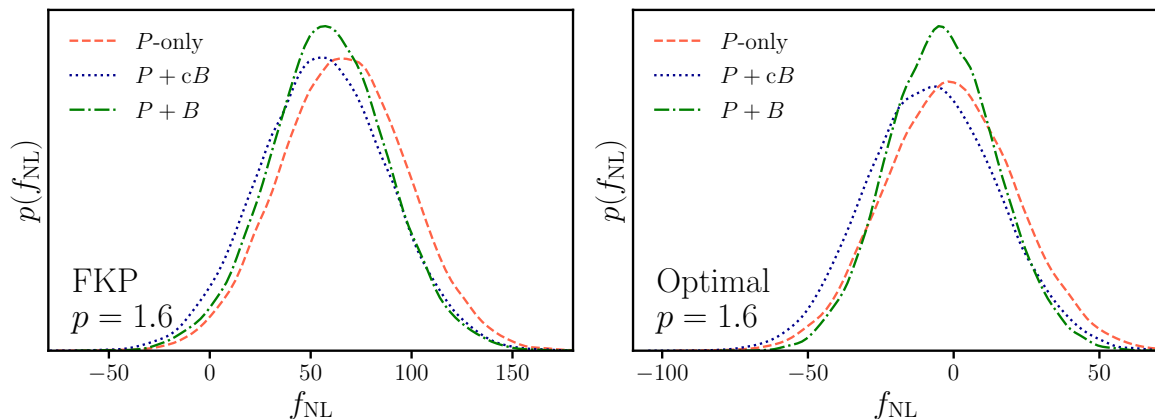 p(f_NL)
P-only
P + cB
P + B
FKP
p = 1.6
−50 0 50 100 150
f_NL
p(f_NL)
P-only
P + cB
P + B
Optimal
p = 1.6
−100 −50 0 50
f_NL